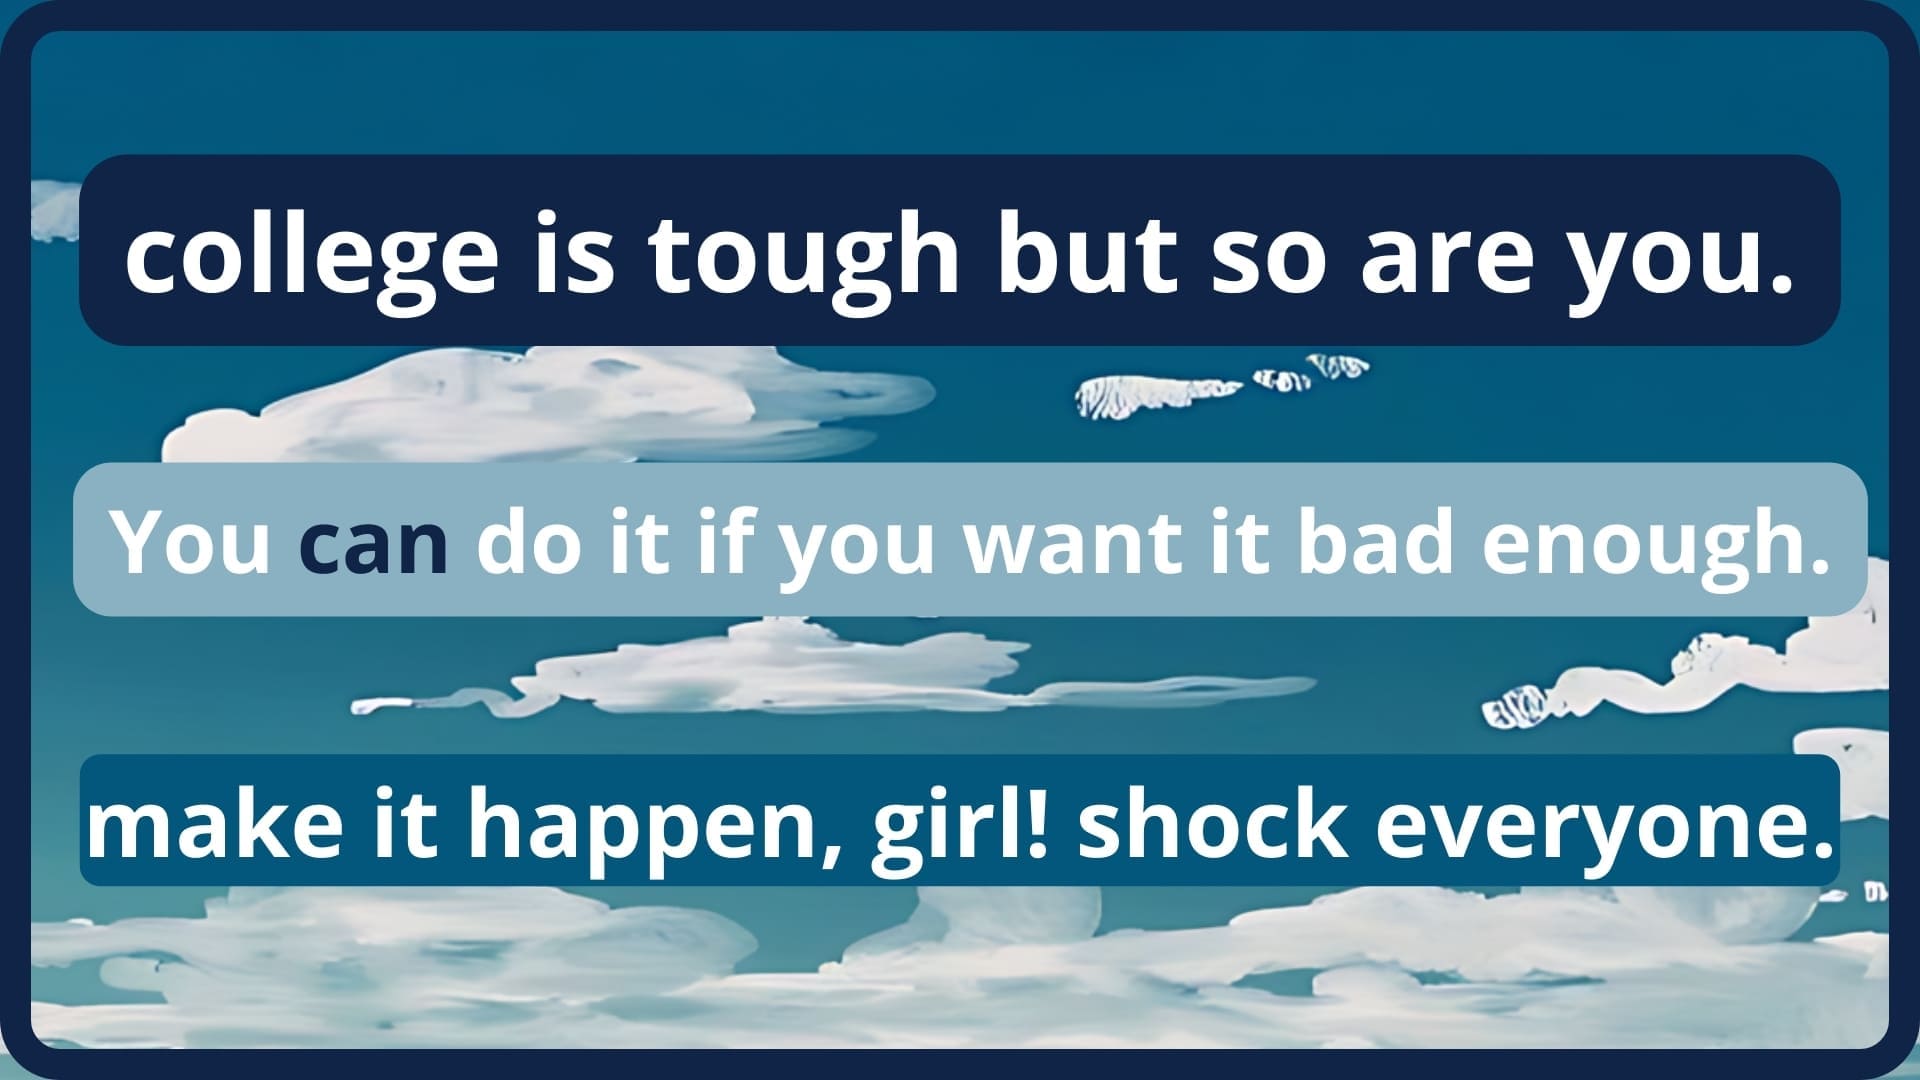 college is tough but so are you.
You can do it if you want it bad enough.
make it happen, girl! shock everyone.